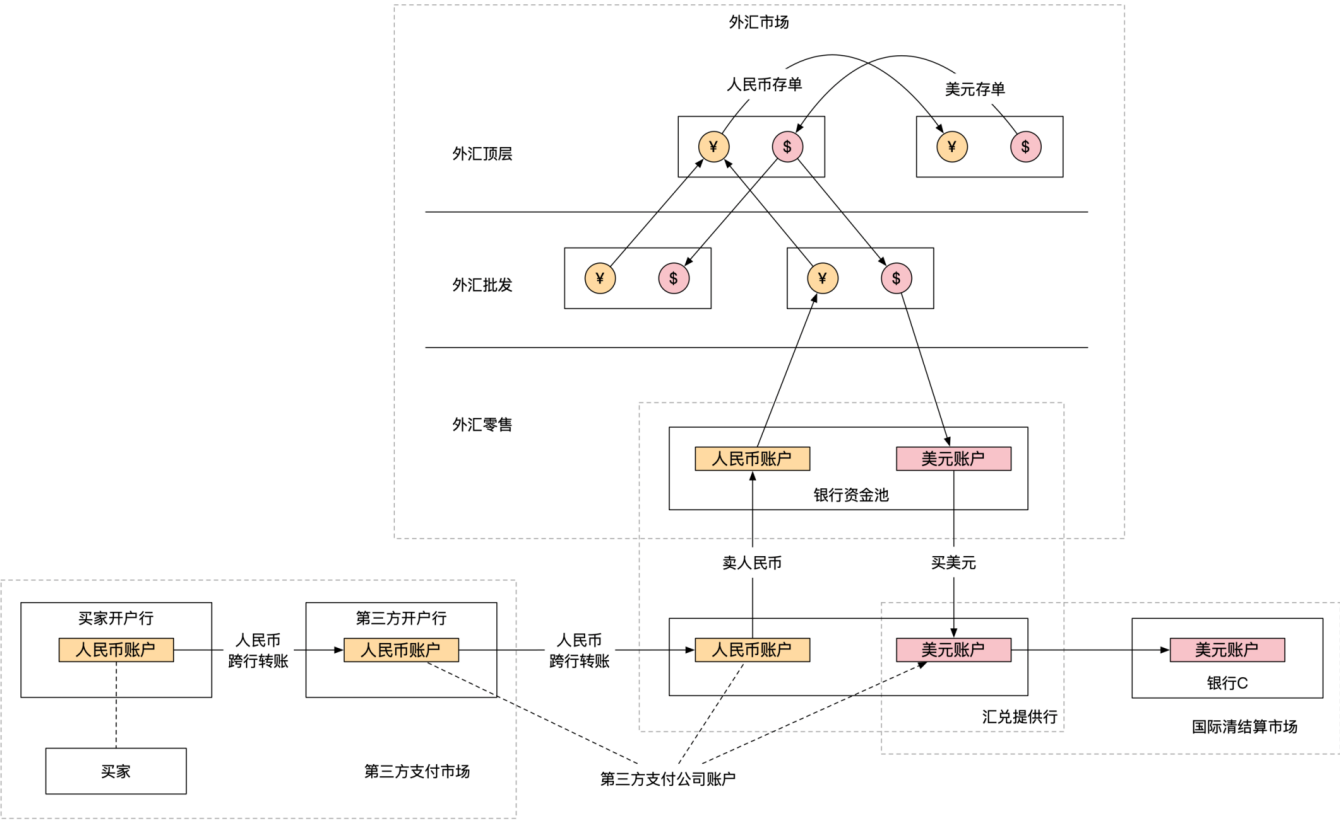 外汇市场
人民币存单
美元存单
外汇顶层
¥
$
¥
$
外汇批发
¥
$
¥
$
外汇零售
人民币账户
美元账户
银行资金池
卖人民币
买美元
买家开户行
人民币账户
人民币
跨行转账
第三方开户行
人民币账户
人民币
跨行转账
人民币账户
美元账户
美元账户
银行C
汇兑提供行
国际清结算市场
买家
第三方支付市场
第三方支付公司账户